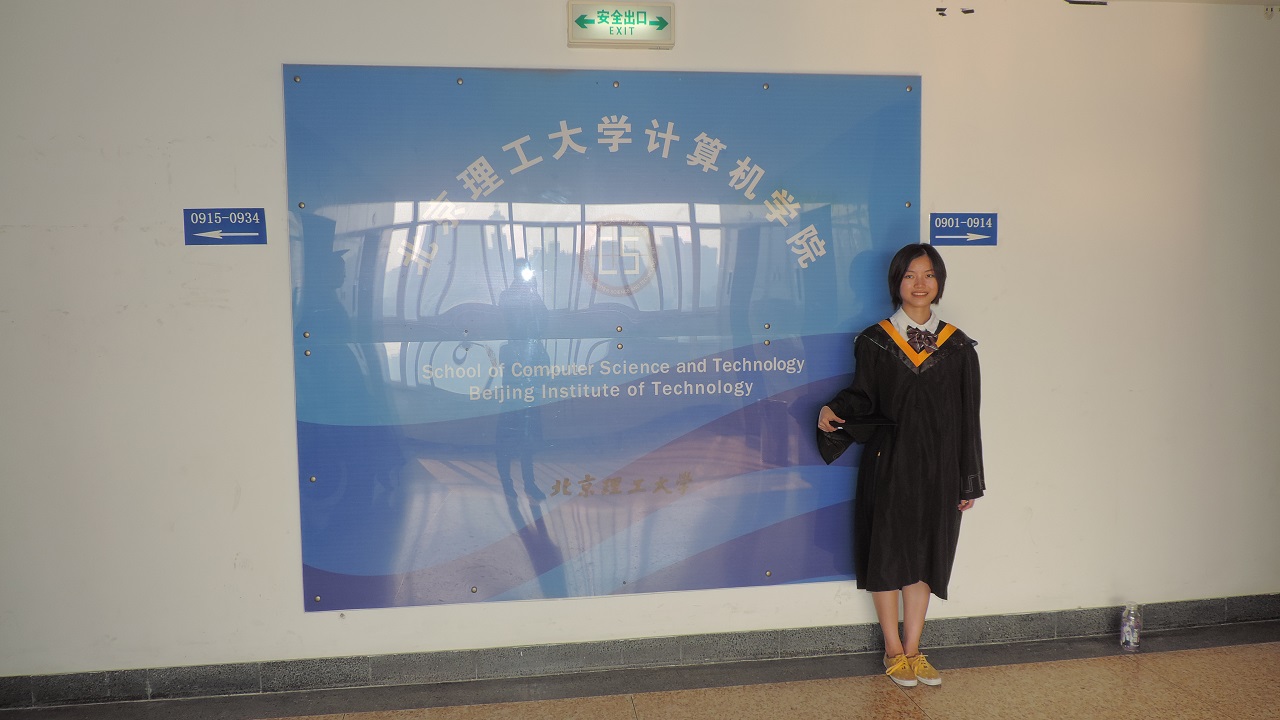 安全出口
EXIT
北京理工大学计算机学院
0915-0934
0901-0914
CS
School of Computer Science and Technology
Beijing Institute of Technology
北京理工大学